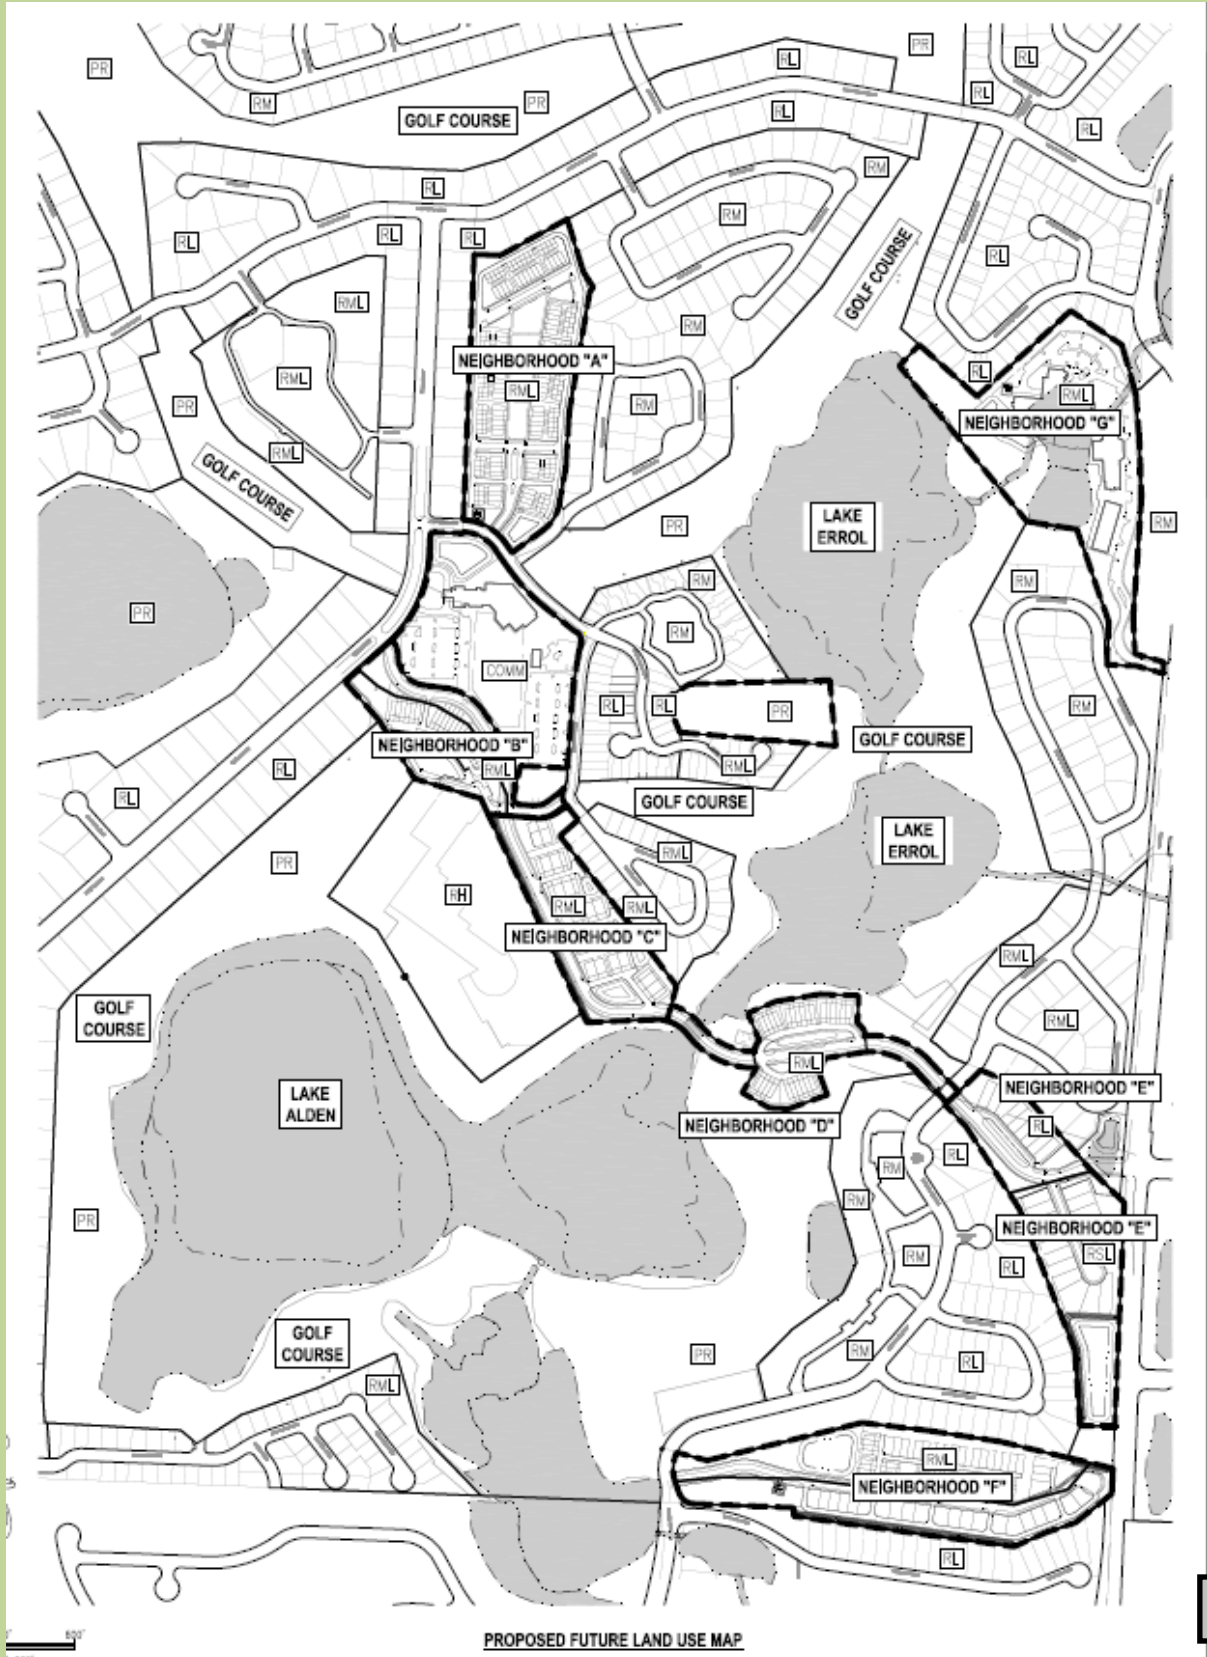 PR
PR
RL
RL
RM
PR
RL
GOLF COURSE
RL
RL
RM
RL
RM
RL
RL
RL
GOLF COURSE
RL
RML
RM
NEIGHBORHOOD "A"
RL
RML
RML
RML
PR
RM
NEIGHBORHOOD "G"
RML
GOLF COURSE
LAKE
ERROL
PR
RM
RM
RM
PR
RM
COMM
RL
RL
PR
RM
NEIGHBORHOOD "B"
GOLF COURSE
RML
RML
RL
RL
GOLF COURSE
LAKE
ERROL
RML
PR
RH
RML
RML
NEIGHBORHOOD "C"
RML
GOLF
COURSE
RML
RML
NEIGHBORHOOD "E"
LAKE
ALDEN
NEIGHBORHOOD "D"
RL
RL
RM
RM
PR
NEIGHBORHOOD "E"
RM
RSL
RL
GOLF
COURSE
PR
RM
RL
RML
RML
NEIGHBORHOOD "F"
RL
600'
PROPOSED FUTURE LAND USE MAP